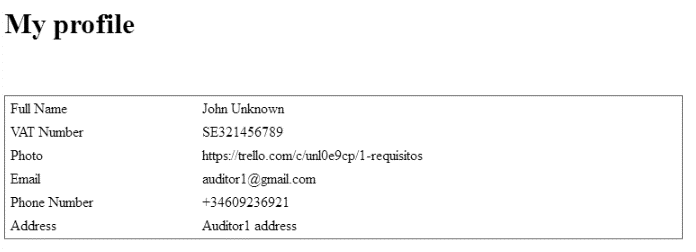 My profile
Full Name John Unknown
VAT Number SE321456789
Photo https://trello.com/c/unl0e9cp/1-requisitos
Email auditor1@gmail.com
Phone Number +34609236921
Address Auditor1 address